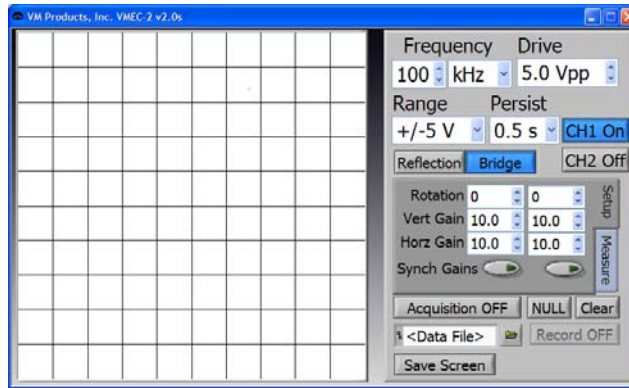 VM Products, Inc. VMEC-2 v2.0s
Frequency Drive
100 kHz 5.0 Vpp
Range Persist
+/-5 V 0.5 s CH1 On
Reflection Bridge CH2 Off
Rotation 0 0
Vert Gain 10.0 10.0
Horz Gain 10.0 10.0
Synch Gains
Setup
Measure
Acquisition OFF NULL Clear
<Data File> Record OFF
Save Screen